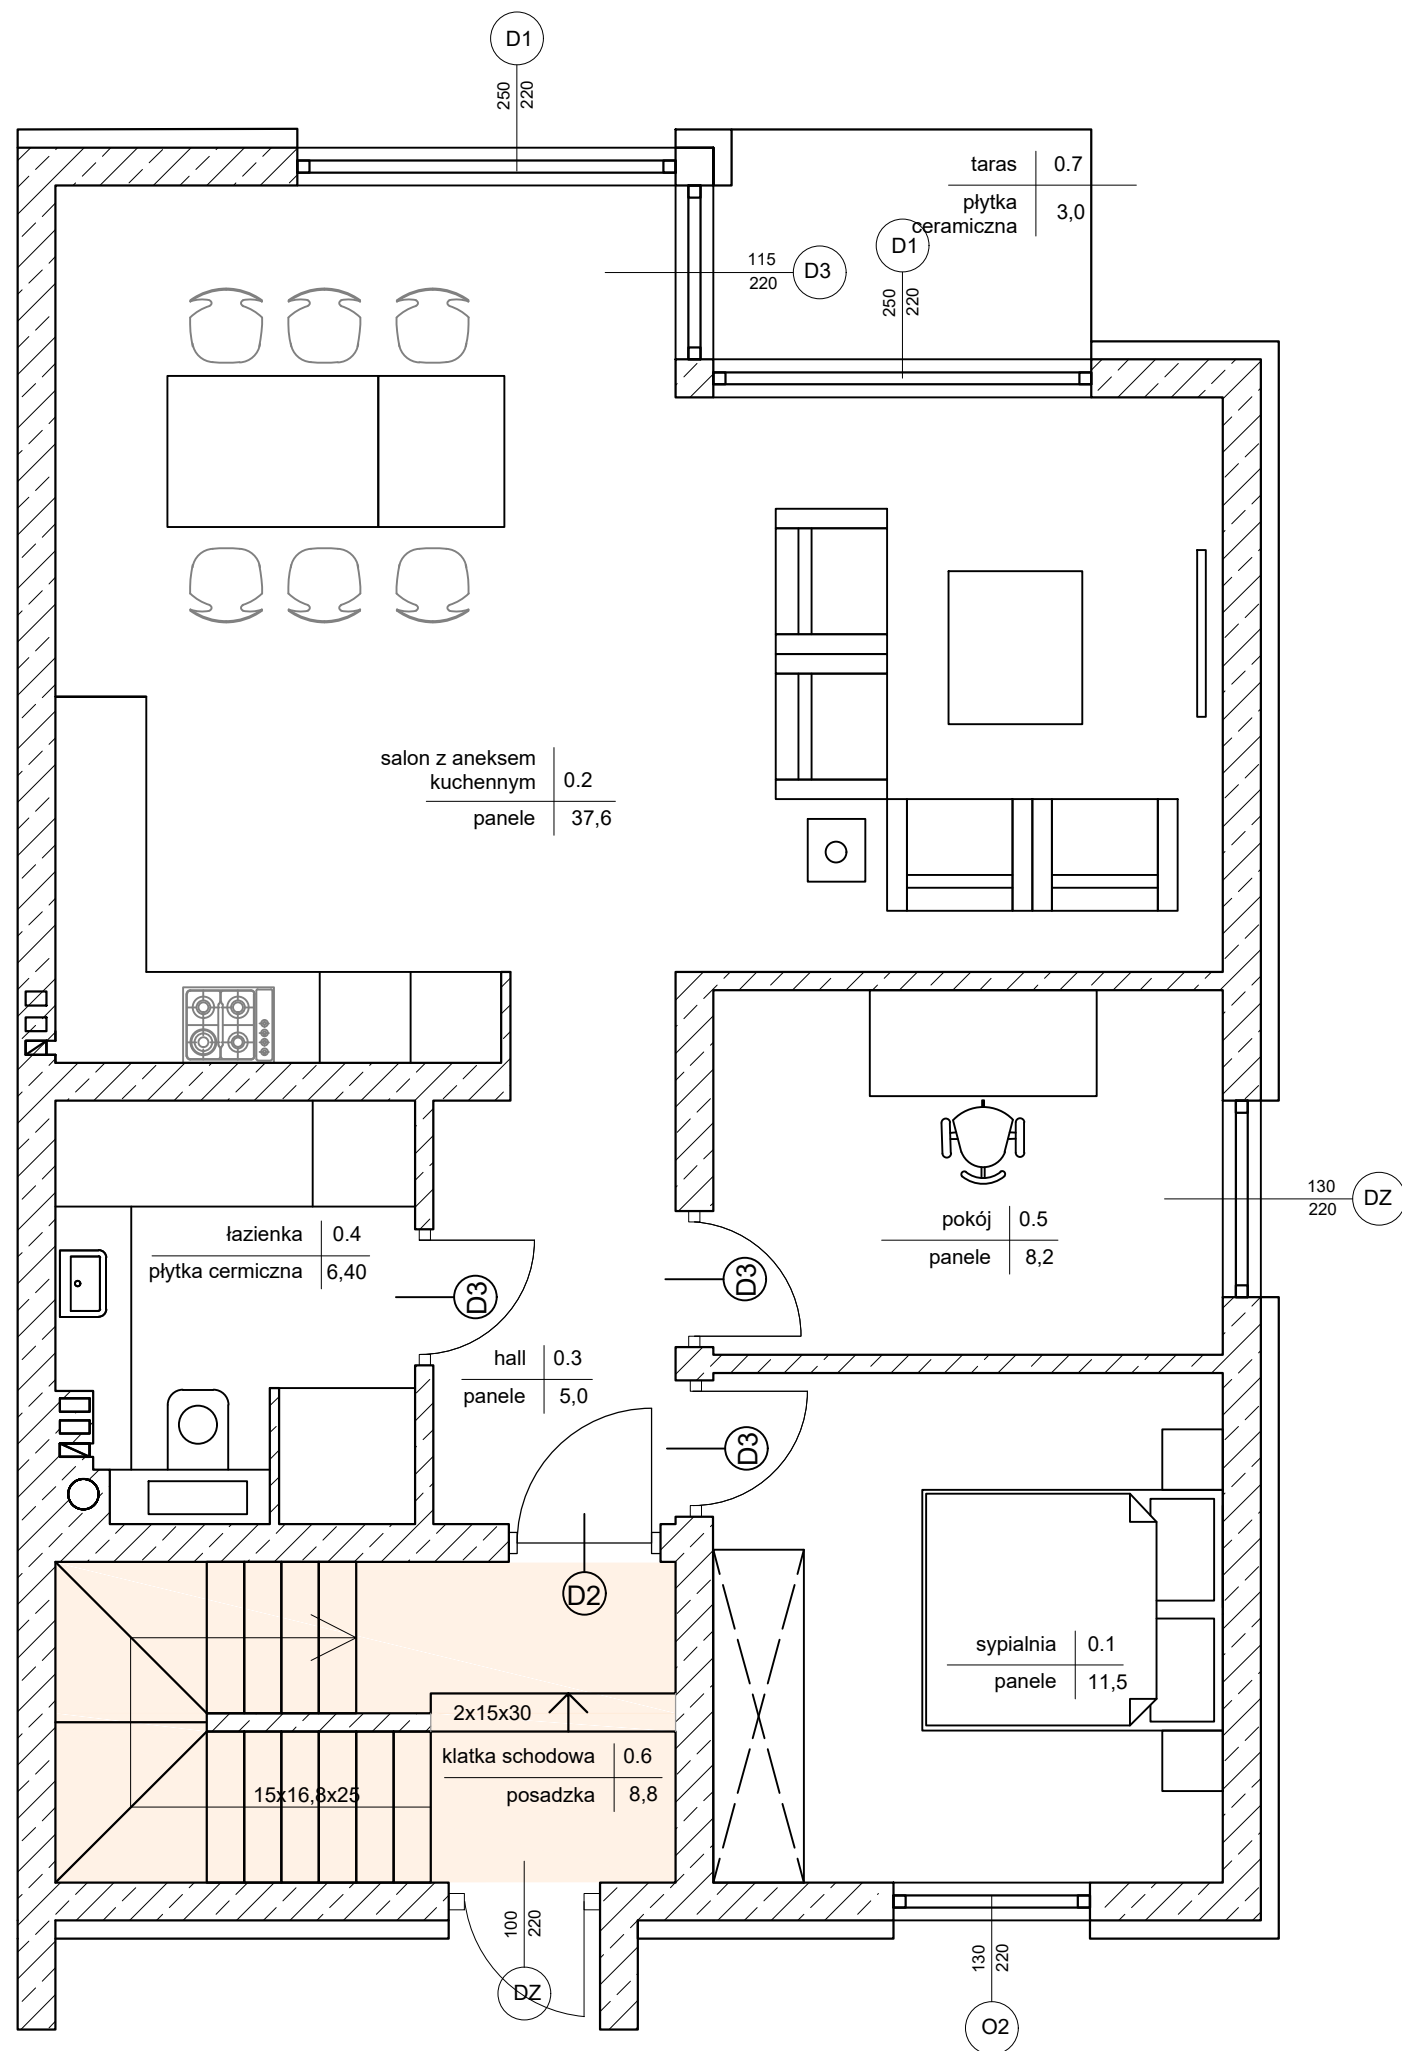 D1
250
220
taras 0.7
płytka
ceramiczna
3,0
D1
250
220
115
220
D3
salon z aneksem
kuchennym
0.2
panele 37,6
130
220
DZ
łazienka 0.4
płytka cermiczna 6,40
D3
D3
pokój 0.5
panele 8,2
hall 0.3
panele 5,0
D3
D2
sypialnia 0.1
panele 11,5
2x15x30
klatka schodowa 0.6
posadzka 8,8
15x16,8x25
100
220
DZ
130
220
O2